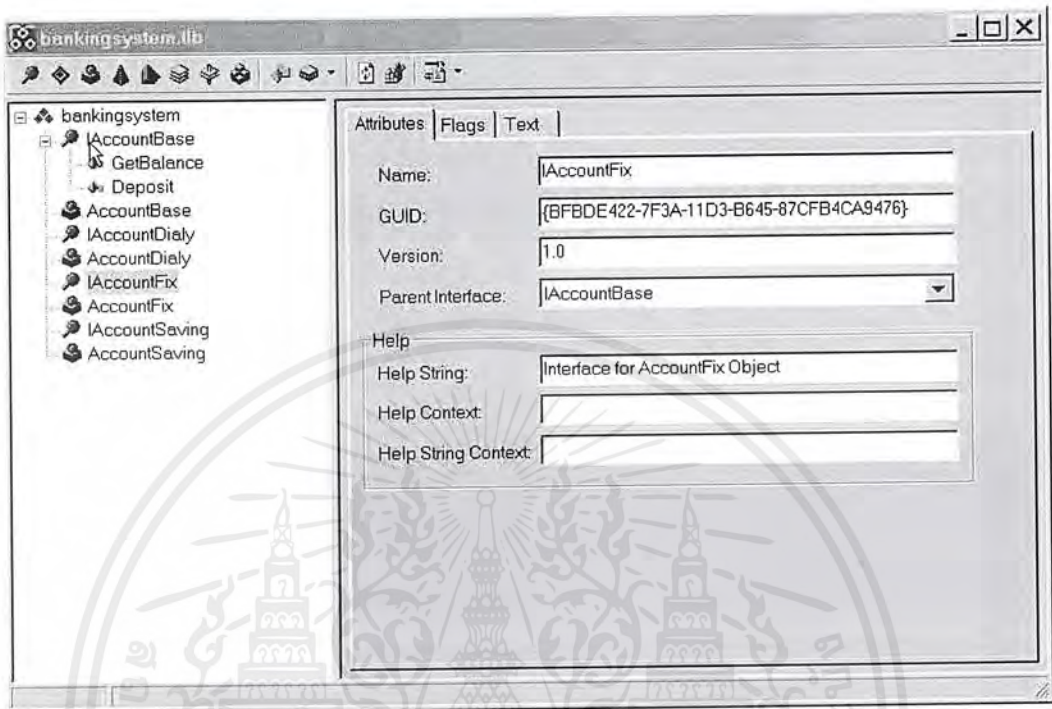 bankingsystem.tlb
bankingsystem
IAccountBase
GetBalance
Deposit
AccountBase
IAccountDialy
AccountDialy
IAccountFix
AccountFix
IAccountSaving
AccountSaving
Attributes Flags Text
Name: IAccountFix
GUID: {BFBDE422-7F3A-11D3-B645-87CFB4CA9476}
Version: 1.0
Parent Interface: IAccountBase
Help
Help String: Interface for AccountFix Object
Help Context:
Help String Context: